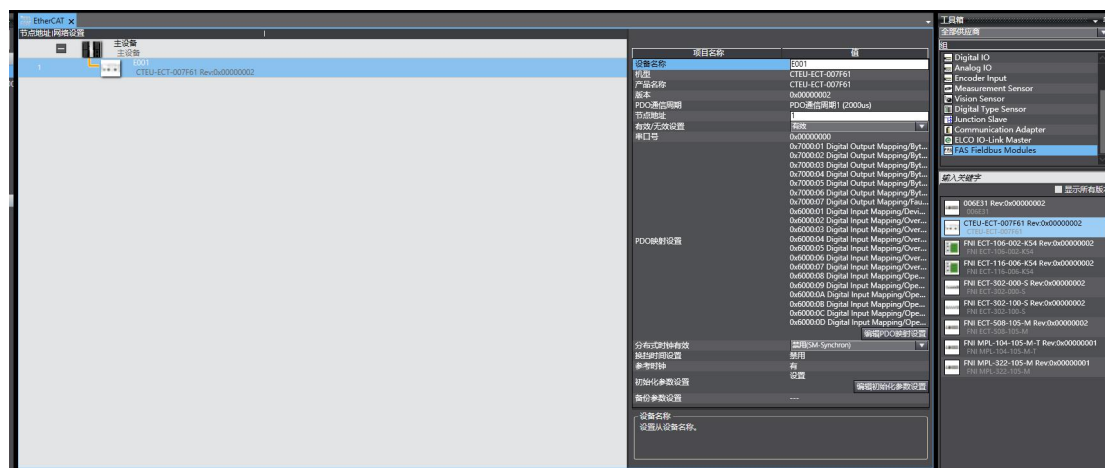 EtherCAT
节点地址|网络设置
主设备
主设备
1
E001
CTEU-ECT-007F61 Rev:0x00000002
项目名称 值
设备名称 E001
机型 CTEU-ECT-007F61
产品名称 CTEU-ECT-007F61
版本 0x00000002
PDO通信周期 PDO通信周期1 (2000us)
节点地址 1
有效/无效设置 有效
串口号 0x00000000
PDO映射设置
0x7000:01 Digital Output Mapping/Byt...
0x7000:02 Digital Output Mapping/Byt...
0x7000:03 Digital Output Mapping/Byt...
0x7000:04 Digital Output Mapping/Byt...
0x7000:05 Digital Output Mapping/Byt...
0x7000:06 Digital Output Mapping/Byt...
0x7000:07 Digital Output Mapping/Fau...
0x6000:01 Digital Input Mapping/Devi...
0x6000:02 Digital Input Mapping/Over...
0x6000:03 Digital Input Mapping/Over...
0x6000:04 Digital Input Mapping/Over...
0x6000:05 Digital Input Mapping/Over...
0x6000:06 Digital Input Mapping/Over...
0x6000:07 Digital Input Mapping/Over...
0x6000:08 Digital Input Mapping/Ope...
0x6000:09 Digital Input Mapping/Ope...
0x6000:0A Digital Input Mapping/Ope...
0x6000:0B Digital Input Mapping/Ope...
0x6000:0C Digital Input Mapping/Ope...
0x6000:0D Digital Input Mapping/Ope...
编辑PDO映射设置
分布式时钟有效 禁用(SM-Synchron)
换挡时间设置 禁用
参考时钟 有
初始化参数设置 设置
编辑初始化参数设置
备份参数设置 ---
设备名称
设置从设备名称。
工具箱
全部供应商
组
Digital IO
Analog IO
Encoder Input
Measurement Sensor
Vision Sensor
Digital Type Sensor
Junction Slave
Communication Adapter
ELCO IO-Link Master
FAS Fieldbus Modules
输入关键字
显示所有版
006E31 Rev:0x00000002
006E31
CTEU-ECT-007F61 Rev:0x00000002
CTEU-ECT-007F61
FNI ECT-106-002-K54 Rev:0x00000002
FNI ECT-106-002-K54
FNI ECT-116-006-K54 Rev:0x00000002
FNI ECT-116-006-K54
FNI ECT-302-000-S Rev:0x00000002
FNI ECT-302-000-S
FNI ECT-302-100-S Rev:0x00000002
FNI ECT-302-100-S
FNI ECT-508-105-M Rev:0x00000002
FNI ECT-508-105-M
FNI MPL-104-105-M-T Rev:0x00000001
FNI MPL-104-105-M-T
FNI MPL-322-105-M Rev:0x00000001
FNI MPL-322-105-M